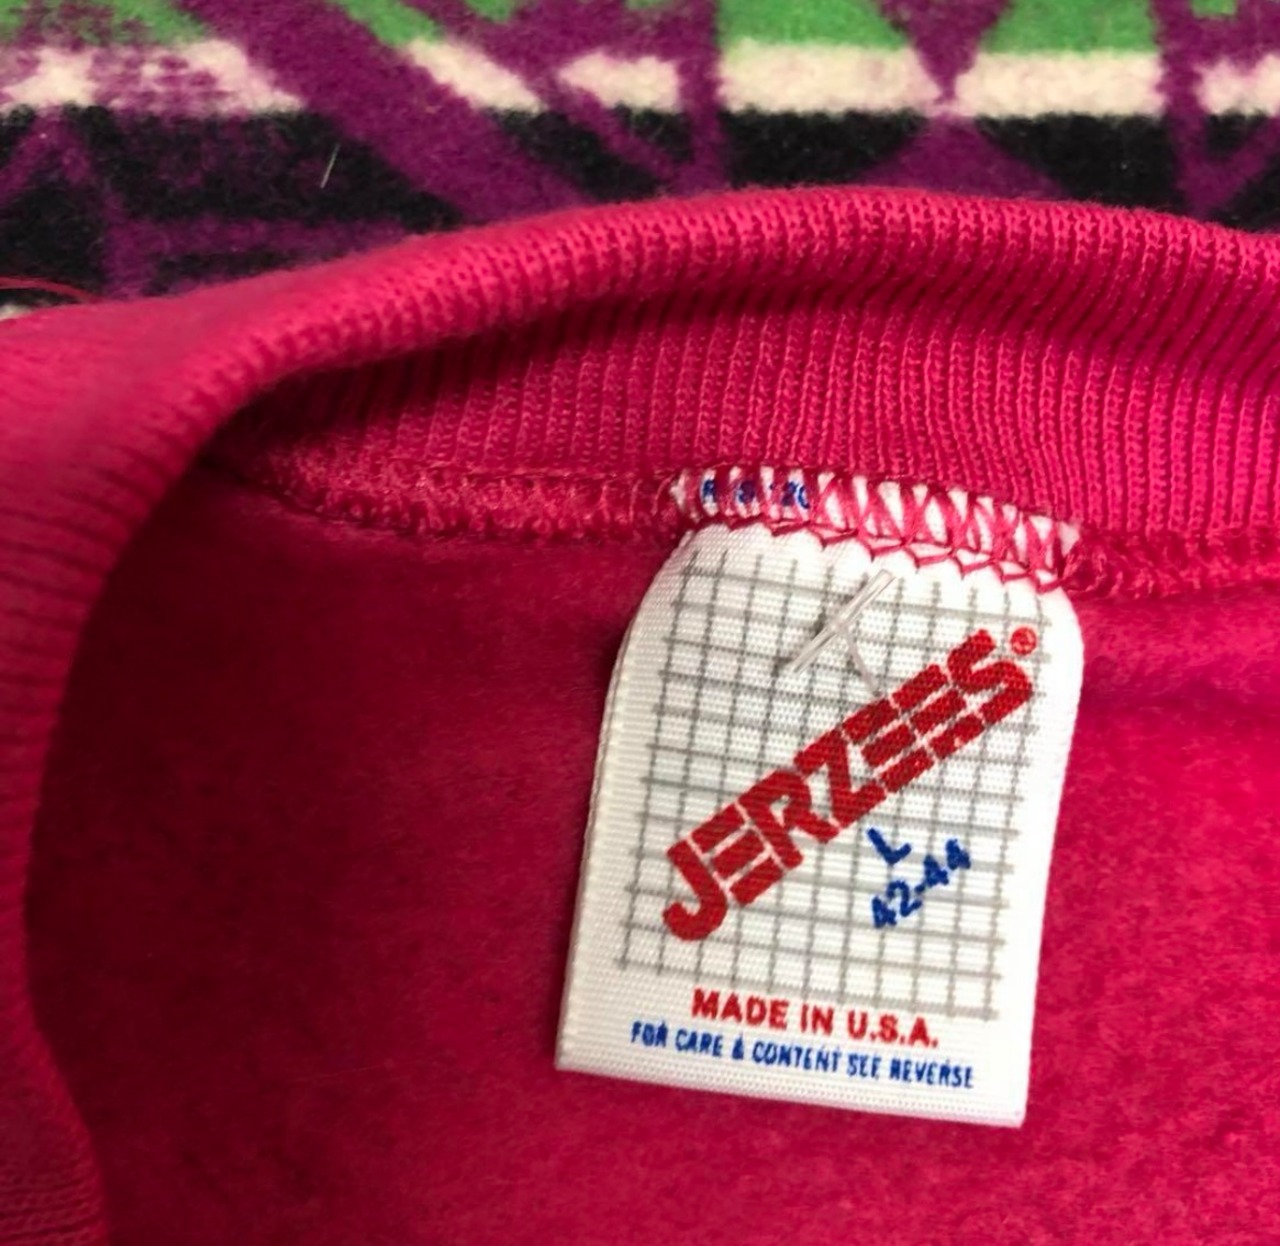 JERZEES®
L
42-44
MADE IN U.S.A.
FOR CARE & CONTENT SEE REVERSE